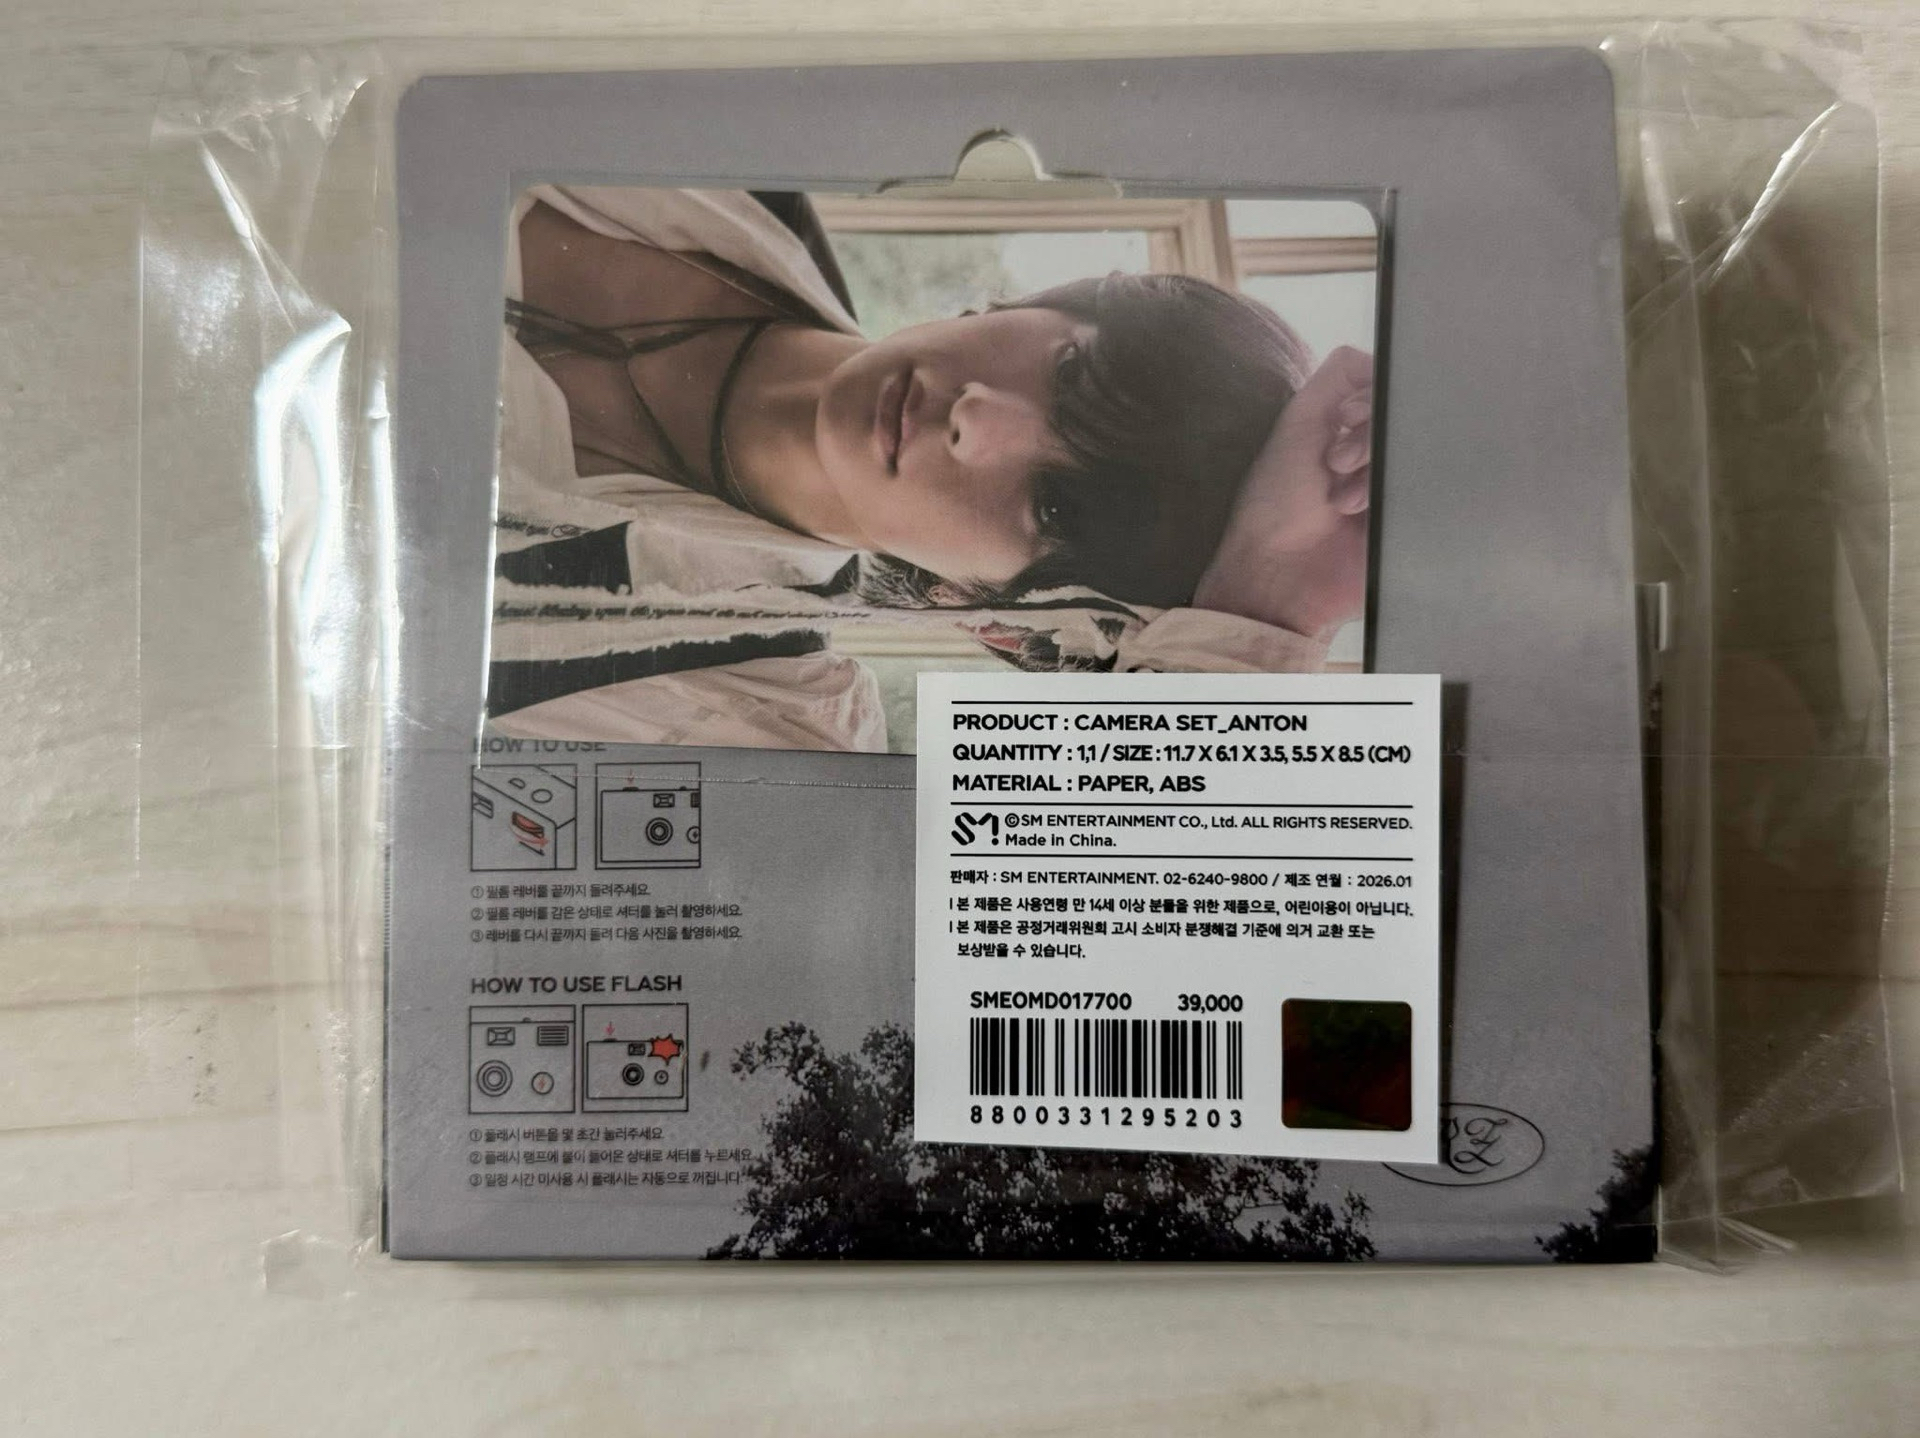 HOW TO USE
① 필름 레버를 끝까지 돌려주세요.
② 필름 레버를 감은 상태로 셔터를 눌러 촬영하세요.
③ 레버를 다시 끝까지 돌려 다음 사진을 촬영하세요.
HOW TO USE FLASH
① 플래시 버튼을 몇 초간 눌러주세요.
② 플래시 램프에 불이 들어온 상태로 셔터를 누르세요.
③ 일정 시간 미사용 시 플래시는 자동으로 꺼집니다.
PRODUCT : CAMERA SET_ANTON
QUANTITY : 1,1 / SIZE : 11.7 X 6.1 X 3.5, 5.5 X 8.5 (CM)
MATERIAL : PAPER, ABS
SM! ©SM ENTERTAINMENT CO., Ltd. ALL RIGHTS RESERVED.
Made in China.
판매자 : SM ENTERTAINMENT. 02-6240-9800 / 제조 연월 : 2026.01
l 본 제품은 사용연령 만 14세 이상 분들을 위한 제품으로, 어린이용이 아닙니다.
l 본 제품은 공정거래위원회 고시 소비자 분쟁해결 기준에 의거 교환 또는
보상받을 수 있습니다.
SMEOMD017700 39,000
8800331295203